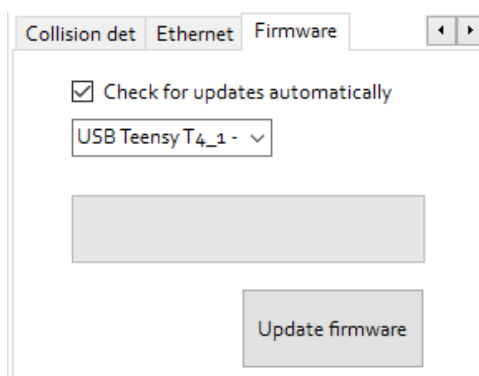 Collision det Ethernet Firmware
Check for updates automatically
USB Teensy T4_1 -
Update firmware